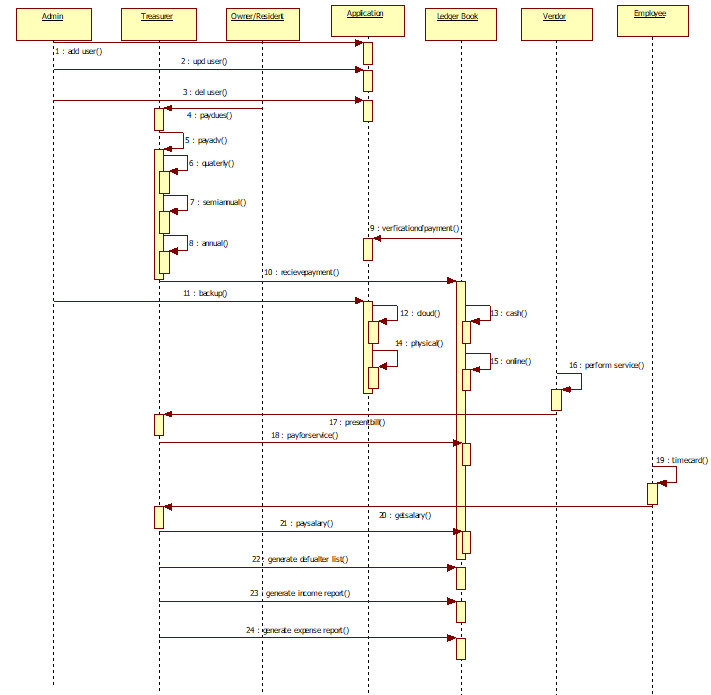 Admin
Treasurer
Owner/Resident
Application
Ledger Book
Vendor
Employee
1 : add user()
2 : upd user()
3 : del user()
4 : paydues()
5 : payadv()
6 : quaterly()
7 : semiannual()
8 : annual()
9 : verficationofpayment()
10 : recievepayment()
11 : backup()
12 : cloud()
13 : cash()
14 : physical()
15 : online()
16 : perform service()
17 : presentbill()
18 : payforservice()
19 : timecard()
20 : getsalary()
21 : paysalary()
22 : generate defualter list()
23 : generate income report()
24 : generate expense report()